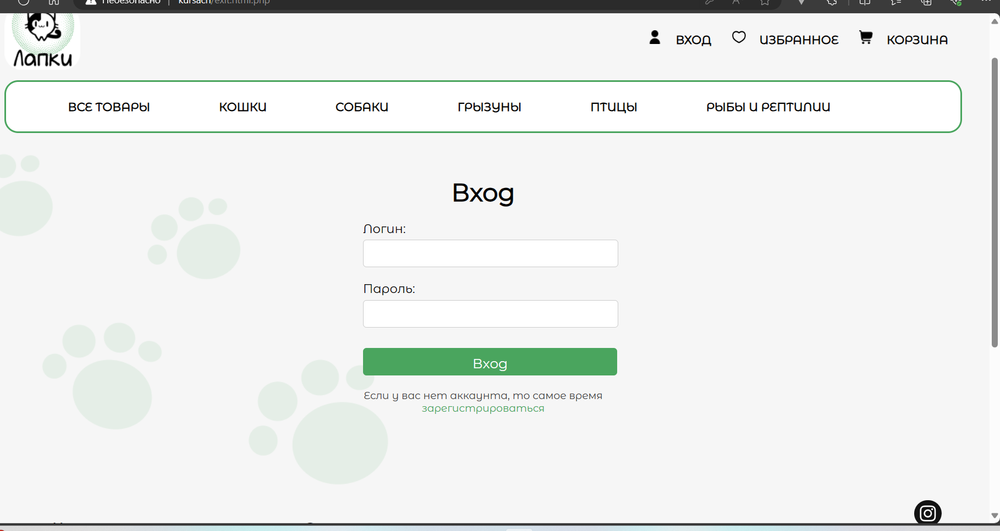 Небезопасно | kursach/exit.html.php
Лапки
ВХОД ИЗБРАННОЕ КОРЗИНА
ВСЕ ТОВАРЫ КОШКИ СОБАКИ ГРЫЗУНЫ ПТИЦЫ РЫБЫ И РЕПТИЛИИ
Вход
Логин:
Пароль:
Вход
Если у вас нет аккаунта, то самое время
зарегистрироваться